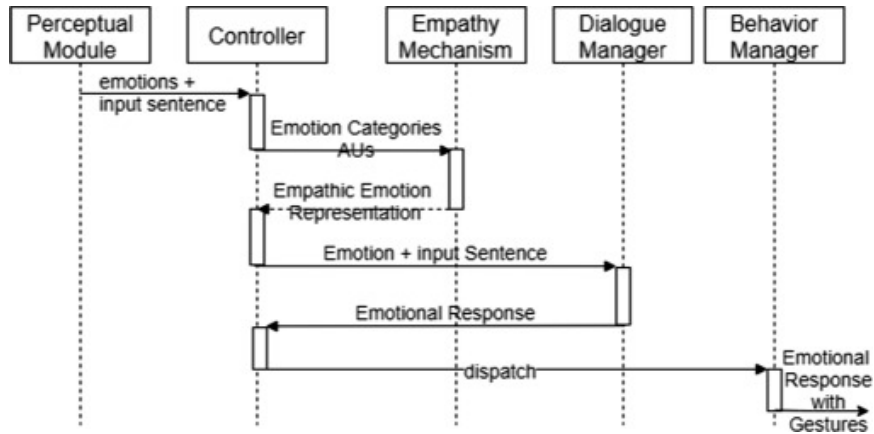 Perceptual
Module
Controller
Empathy
Mechanism
Dialogue
Manager
Behavior
Manager
emotions +
input sentence
Emotion Categories
AUs
Empathic Emotion
Representation
Emotion + input Sentence
Emotional Response
dispatch
Emotional
Response
with
Gestures